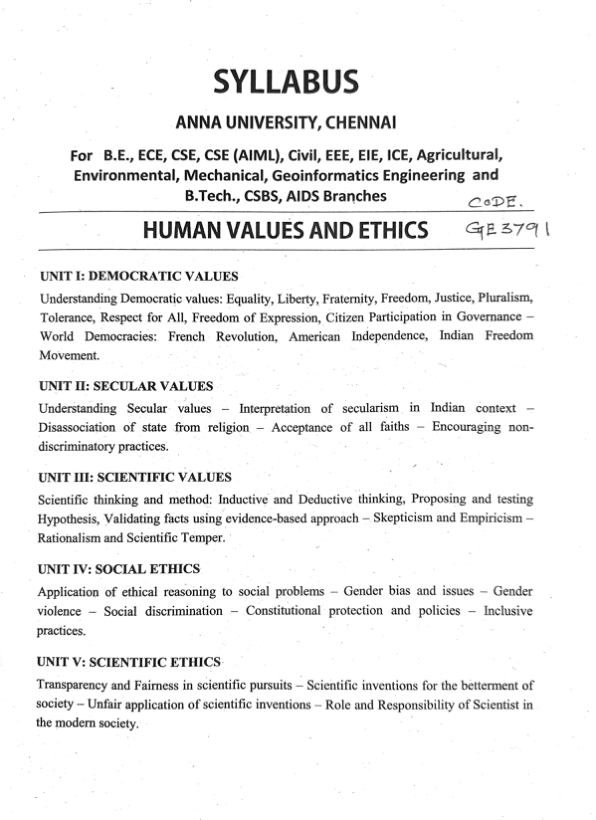 SYLLABUS
ANNA UNIVERSITY, CHENNAI
For B.E., ECE, CSE, CSE (AIML), Civil, EEE, EIE, ICE, Agricultural,
Environmental, Mechanical, Geoinformatics Engineering and
B.Tech., CSBS, AIDS Branches
CODE.
HUMAN VALUES AND ETHICS GE3791
UNIT I: DEMOCRATIC VALUES
Understanding Democratic values: Equality, Liberty, Fraternity, Freedom, Justice, Pluralism,
Tolerance, Respect for All, Freedom of Expression, Citizen Participation in Governance –
World Democracies: French Revolution, American Independence, Indian Freedom
Movement.
UNIT II: SECULAR VALUES
Understanding Secular values – Interpretation of secularism in Indian context –
Disassociation of state from religion – Acceptance of all faiths – Encouraging non-
discriminatory practices.
UNIT III: SCIENTIFIC VALUES
Scientific thinking and method: Inductive and Deductive thinking, Proposing and testing
Hypothesis, Validating facts using evidence-based approach – Skepticism and Empiricism –
Rationalism and Scientific Temper.
UNIT IV: SOCIAL ETHICS
Application of ethical reasoning to social problems – Gender bias and issues – Gender
violence – Social discrimination – Constitutional protection and policies – Inclusive
practices.
UNIT V: SCIENTIFIC ETHICS
Transparency and Fairness in scientific pursuits – Scientific inventions for the betterment of
society – Unfair application of scientific inventions – Role and Responsibility of Scientist in
the modern society.